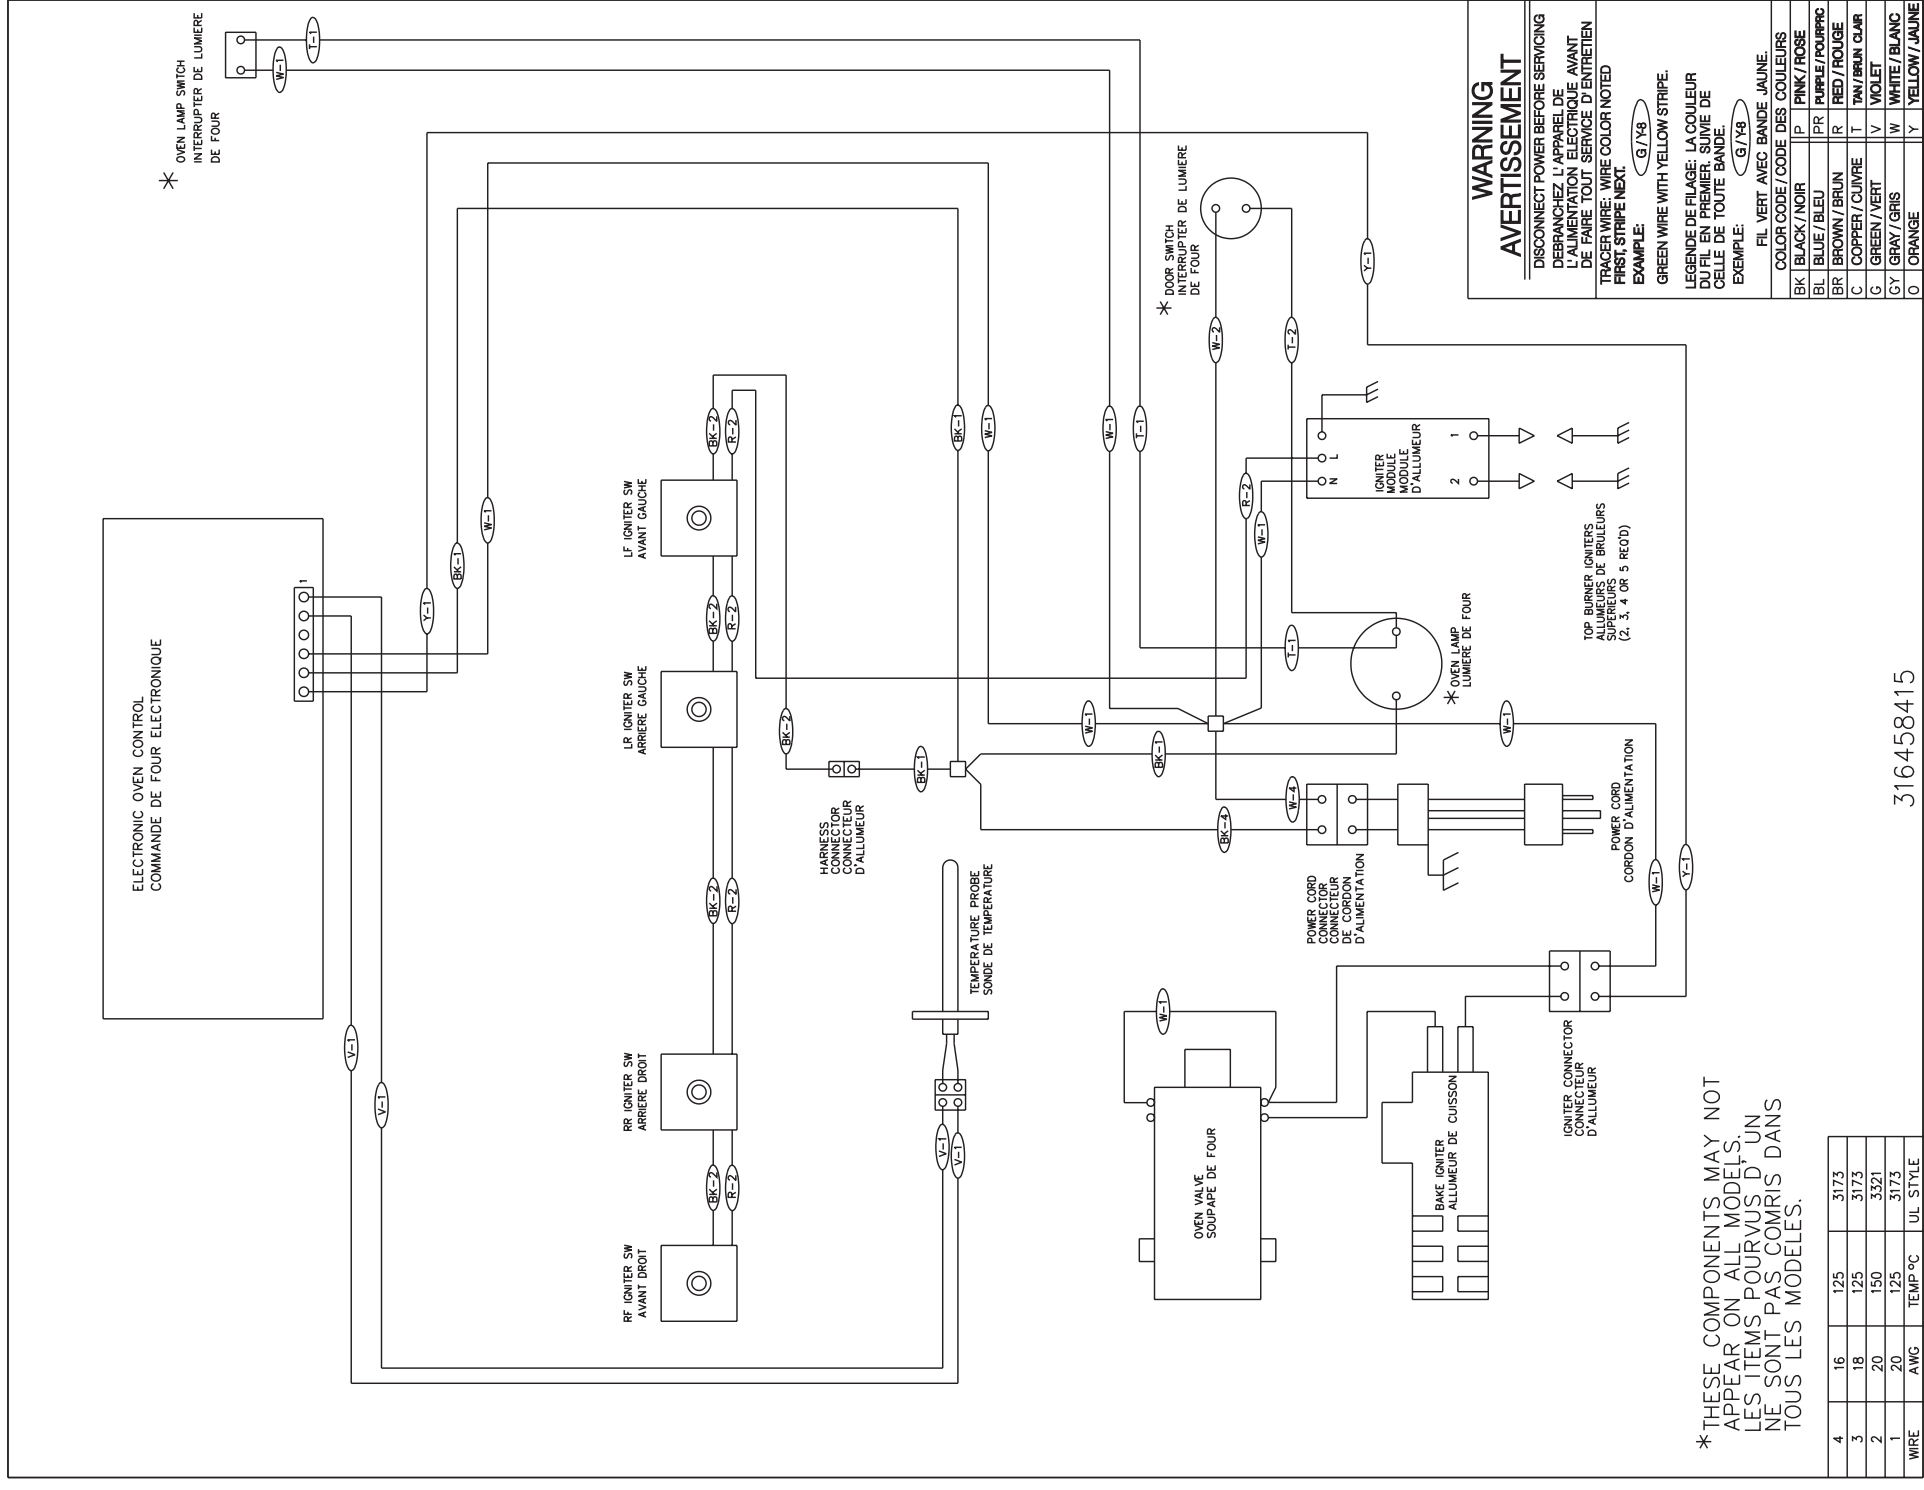 OVEN LAMP SWITCH
INTERRUPTER DE LUMIERE
DE FOUR
T-1
W-1
ELECTRONIC OVEN CONTROL
COMMANDE DE FOUR ELECTRONIQUE
1
Y-1
BK-1
W-1
V-1
V-1
RF IGNITER SW
AVANT DROIT
BK-2
R-2
RR IGNITER SW
ARRIERE DROIT
BK-2
R-2
LR IGNITER SW
ARRIERE GAUCHE
BK-2
R-2
LF IGNITER SW
AVANT GAUCHE
BK-2
R-2
BK-2
HARNESS
CONNECTOR
CONNECTEUR
D'ALLUMEUR
BK-1
BK-1
W-1
W-1
T-1
TEMPERATURE PROBE
SONDE DE TEMPERATURE
V-1
V-1
DOOR SWITCH
INTERRUPTER DE LUMIERE
DE FOUR
W-2
T-2
R-2
W-1
IGNITER
MODULE
MODULE
D'ALLUMEUR
N
L
2
1
TOP BURNER IGNITERS
ALLUMEURS DE BRULEURS
SUPERIEURS
(2, 3, 4 OR 5 REQ'D)
T-1
OVEN LAMP
LUMIERE DE FOUR
W-1
BK-1
W-1
W-4
BK-4
POWER CORD
CONNECTOR
CONNECTEUR
DE CORDON
D'ALIMENTATION
POWER CORD
CORDON D'ALIMENTATION
Y-1
W-1
Y-1
W-1
OVEN VALVE
SOUPAPE DE FOUR
BAKE IGNITER
ALLUMEUR DE CUISSON
IGNITER CONNECTOR
CONNECTEUR
D'ALLUMEUR
*THESE COMPONENTS MAY NOT
APPEAR ON ALL MODELS.
LES ITEMS POURVUS D' UN
NE SONT PAS COMRIS DANS
TOUS LES MODELES.
4 16 125 3173
3 18 125 3173
2 20 150 3321
1 20 125 3173
WIRE AWG TEMP °C UL STYLE
316458415
WARNING
AVERTISSEMENT
DISCONNECT POWER BEFORE SERVICING
DEBRANCHEZ L' APPAREL DE
L' ALIMENTATION ELECTRIQUE AVANT
DE FAIRE TOUT SERVICE D' ENTRETIEN
TRACER WIRE: WIRE COLOR NOTED
FIRST, STRIPE NEXT.
EXAMPLE: G / Y-8
GREEN WIRE WITH YELLOW STRIPE.
LEGENDE DE FILAGE: LA COULEUR
DU FIL EN PREMIER. SUIVIE DE
CELLE DE TOUTE BANDE.
EXEMPLE: G / Y-8
FIL VERT AVEC BANDE JAUNE.
COLOR CODE / CODE DES COULEURS
BK BLACK / NOIR P PINK / ROSE
BL BLUE / BLEU PR PURPLE / POURPRC
BR BROWN / BRUN R RED / ROUGE
C COPPER / CUIVRE T TAN / BRUN CLAIR
G GREEN / VERT V VIOLET
GY GRAY / GRIS W WHITE / BLANC
O ORANGE Y YELLOW / JAUNE